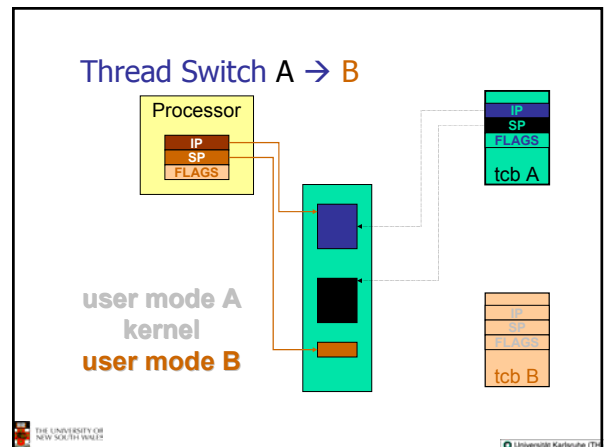 Thread Switch A → B
Processor
IP
SP
FLAGS
IP
SP
FLAGS
tcb A
user mode A
kernel
user mode B
IP
SP
FLAGS
tcb B
THE UNIVERSITY OF
NEW SOUTH WALES
Universität Karlsruhe (TH